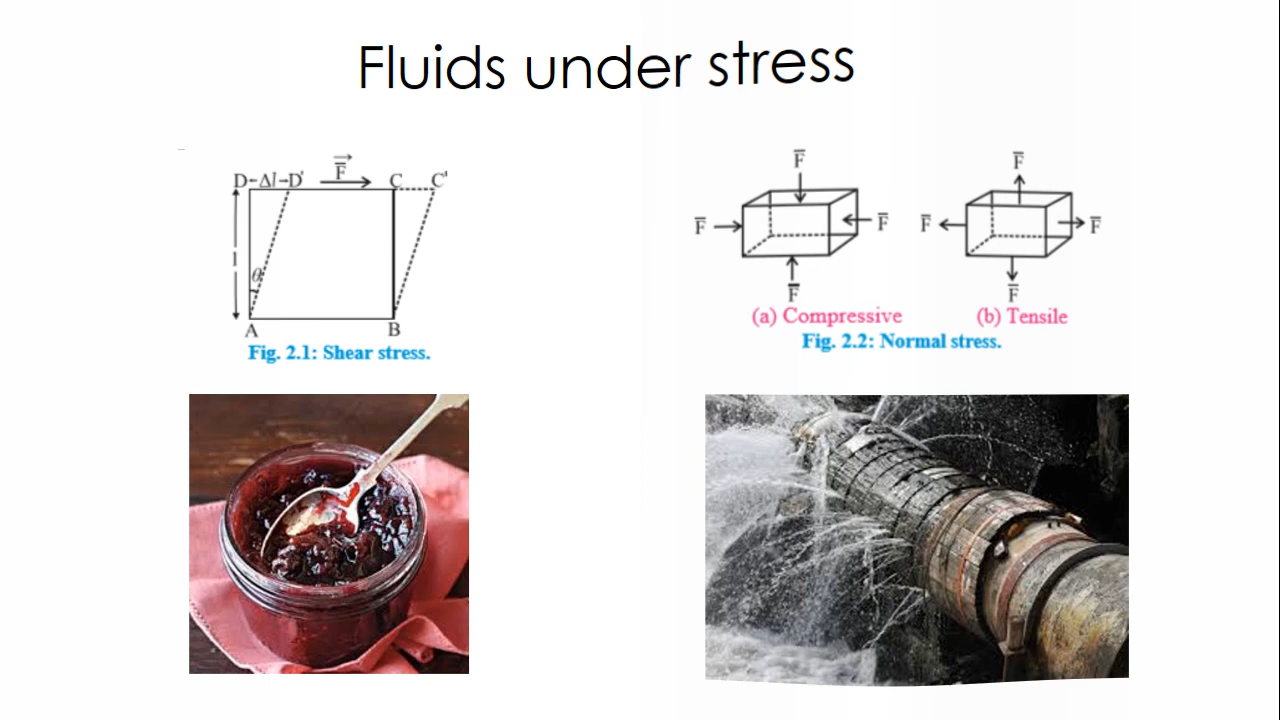 Fluids under stress
D-Δl-D' F⃗ C C'
l
θ
A B
Fig. 2.1: Shear stress.
F̅
F̅ F̅
F̅
(a) Compressive
F̅
F̅ F̅
F̅
(b) Tensile
Fig. 2.2: Normal stress.